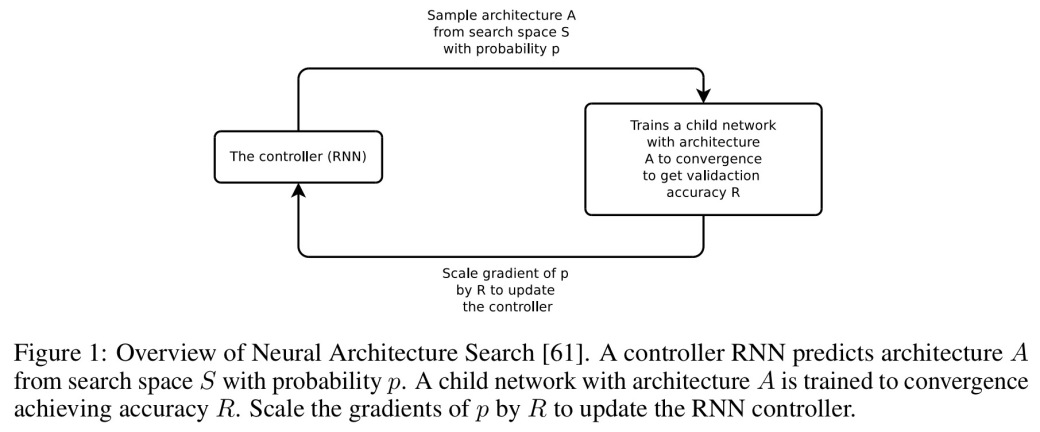 Sample architecture A
from search space S
with probability p
The controller (RNN)
Trains a child network
with architecture
A to convergence
to get validaction
accuracy R
Scale gradient of p
by R to update
the controller
Figure 1: Overview of Neural Architecture Search [61]. A controller RNN predicts architecture A
from search space S with probability p. A child network with architecture A is trained to convergence
achieving accuracy R. Scale the gradients of p by R to update the RNN controller.